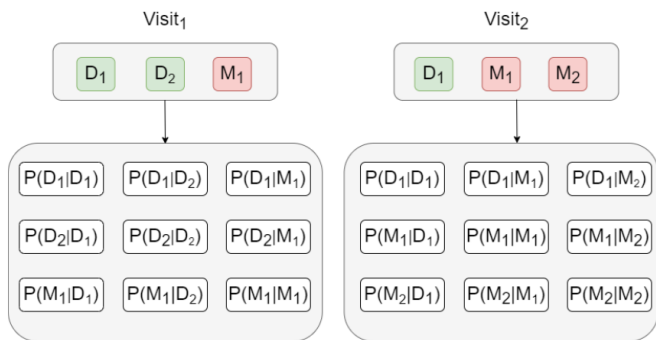 Visit₁ Visit₂
D₁ D₂ M₁ D₁ M₁ M₂
P(D₁|D₁) P(D₁|D₂) P(D₁|M₁) P(D₁|D₁) P(D₁|M₁) P(D₁|M₂)
P(D₂|D₁) P(D₂|D₂) P(D₂|M₁) P(M₁|D₁) P(M₁|M₁) P(M₁|M₂)
P(M₁|D₁) P(M₁|D₂) P(M₁|M₁) P(M₂|D₁) P(M₂|M₁) P(M₂|M₂)